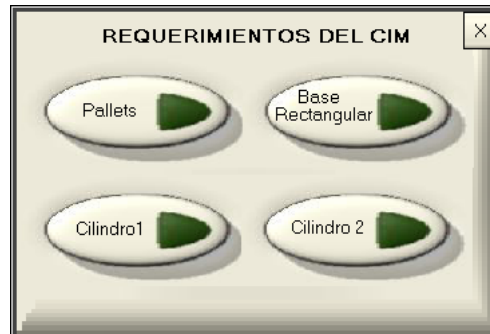 REQUERIMIENTOS DEL CIM
X
Pallets
Base
Rectangular
Cilindro1
Cilindro 2